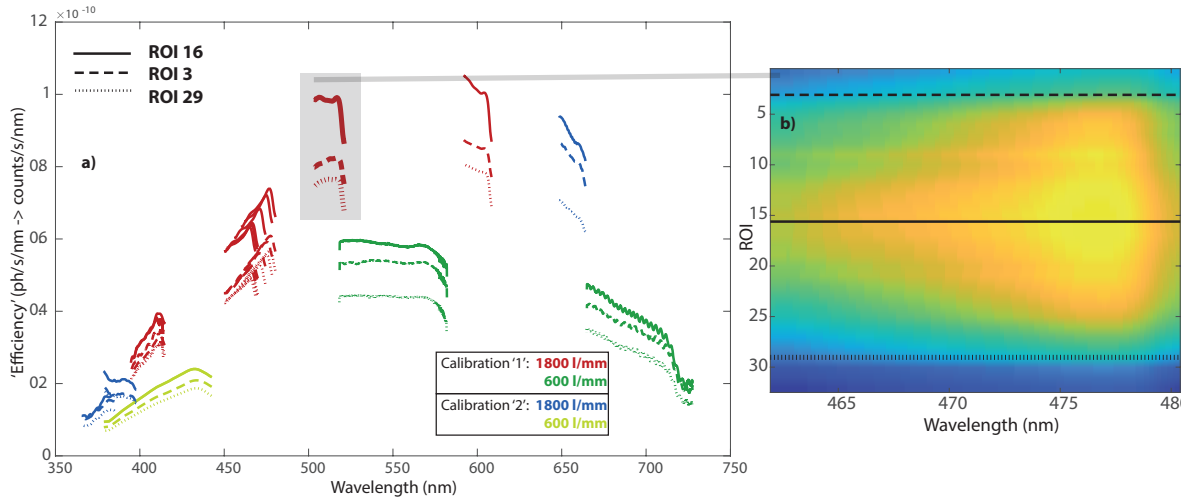 12 × 10⁻¹⁰
ROI 16
ROI 3
ROI 29
a)
'Efficiency' (ph/s/nm -> counts/s/nm)
1
08
06
04
02
0
350 400 450 500 550 600 650 700 750
Wavelength (nm)
Calibration '1': 1800 l/mm
600 l/mm
Calibration '2': 1800 l/mm
600 l/mm
b)
ROI
5
10
15
20
25
30
465 470 475 480
Wavelength (nm)